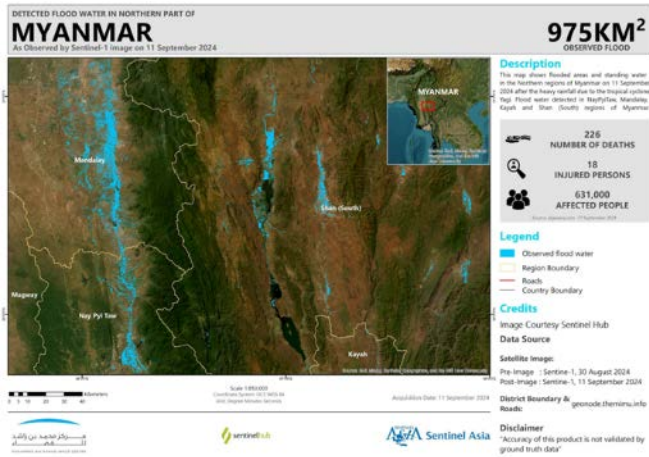 DETECTED FLOOD WATER IN NORTHERN PART OF
MYANMAR
As Observed by Sentinel-1 image on 11 September 2024
975KM²
OBSERVED FLOOD
MYANMAR
Mandalay
Shan (South)
Magway
Nay Pyi Taw
Kayah
Description
This map shows flooded areas and standing water
in the Northern regions of Myanmar on 11 September
2024 after the heavy rainfall due to the tropical cyclone
Yagi. Flood water detected in NayPyiTaw, Mandalay,
Kayah and Shan (South) regions of Myanmar.
226
NUMBER OF DEATHS
18
INJURED PERSONS
631,000
AFFECTED PEOPLE
Legend
Observed flood water
Region Boundary
Roads
Country Boundary
Credits
Image Courtesy Sentinel Hub
Data Source
Satellite Image:
Pre-Image : Sentine-1, 30 August 2024
Post-Image : Sentine-1, 11 September 2024
District Boundary &
Roads:
geonode.themimu.info
Disclaimer
"Accuracy of this product is not validated by
ground truth data"
Kilometers
Acquisition Date: 11 September 2024
مركز محمد بن راشد
للفضاء
sentinelhub
Sentinel Asia